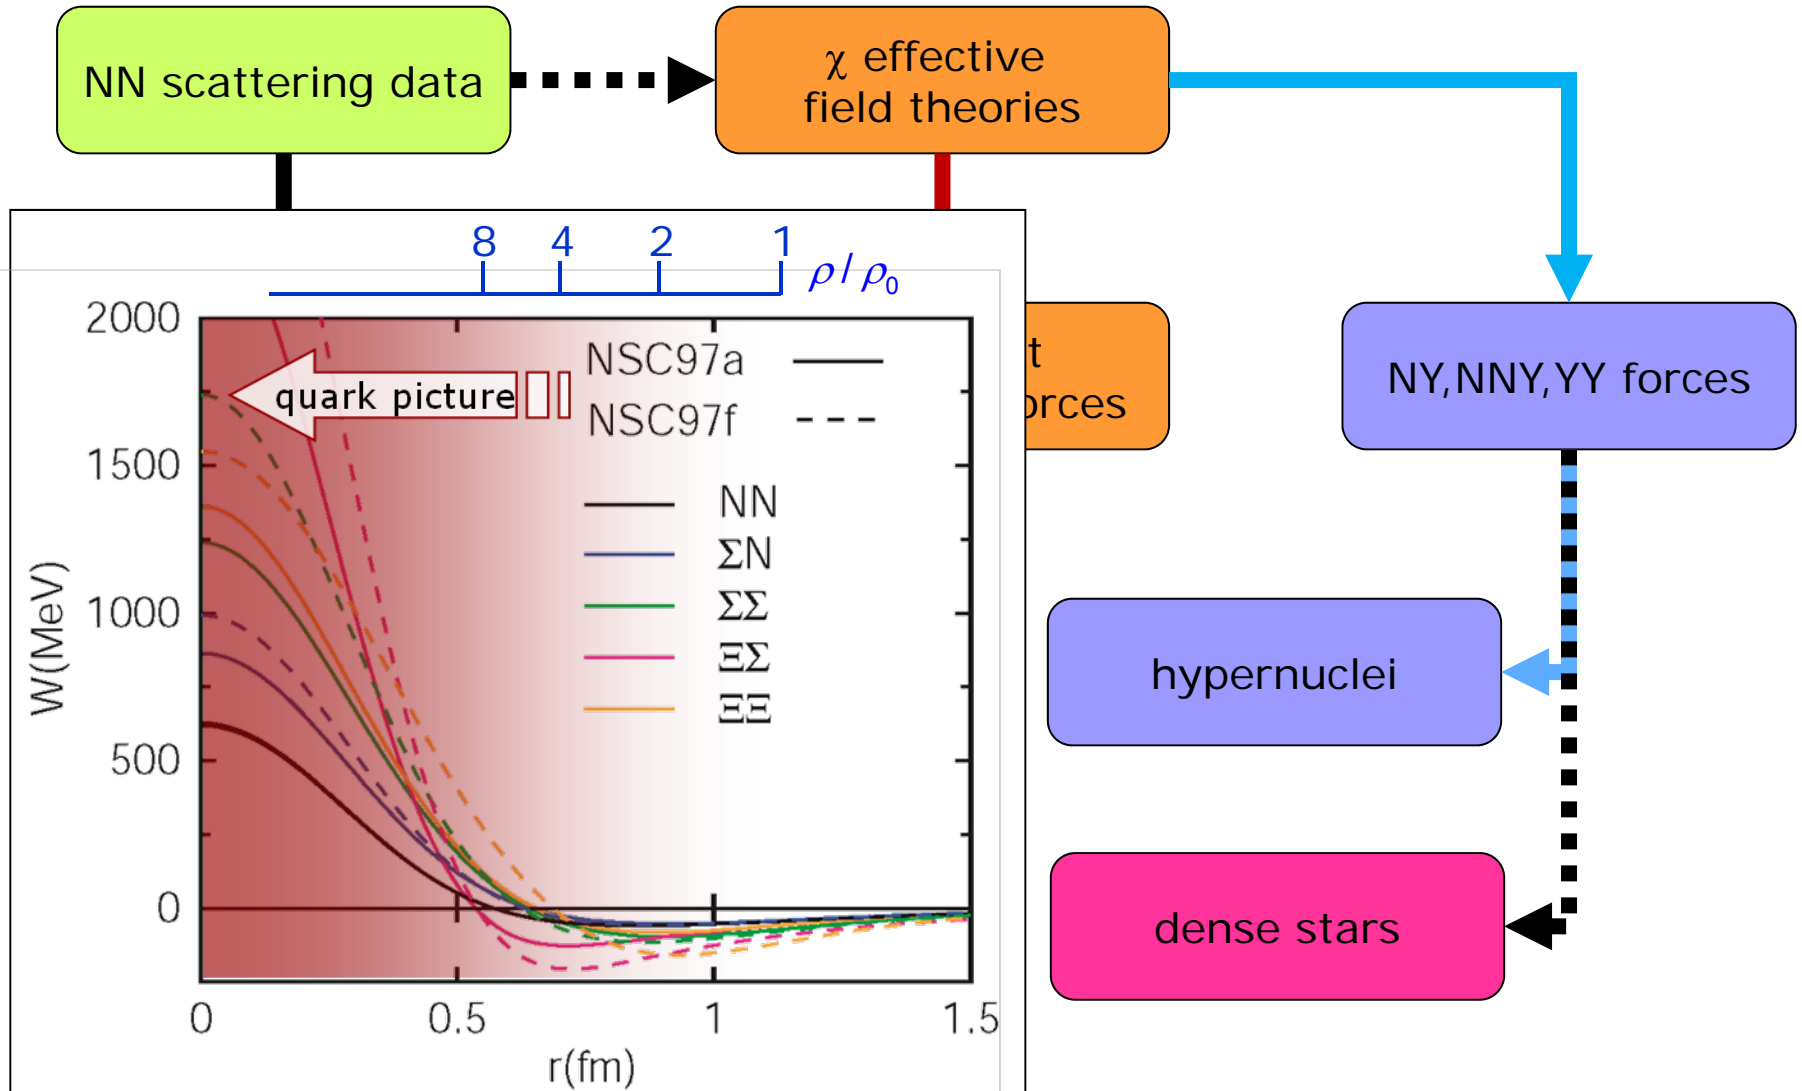 NN scattering data
χ effective
field theories
8 4 2 1
ρ / ρ0
2000
1500
1000
500
0
W(MeV)
quark picture
NSC97a
NSC97f
NN
ΣN
ΣΣ
ΞΣ
ΞΞ
0 0.5 1 1.5
r(fm)
NY,NNY,YY forces
hypernuclei
dense stars